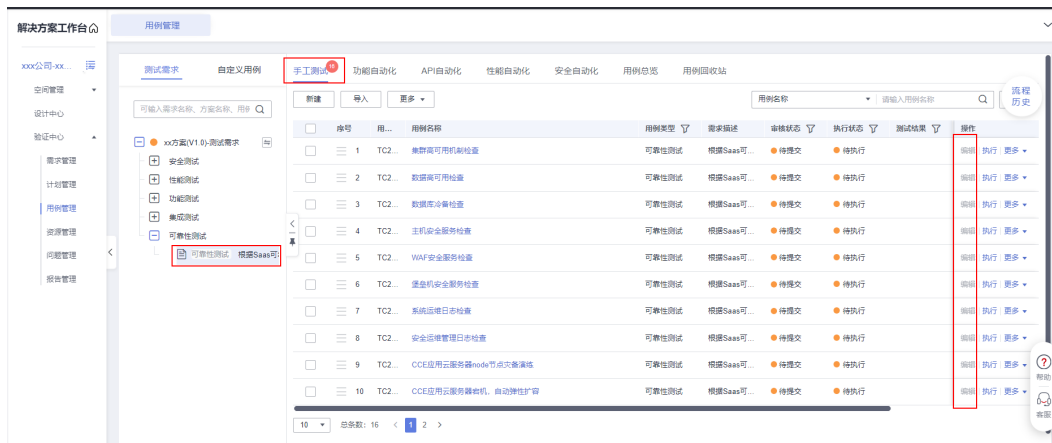 解决方案工作台
用例管理
xxx公司-xx...
空间管理
设计中心
验证中心
需求管理
计划管理
用例管理
资源管理
问题管理
报告管理
测试需求 自定义用例
可输入需求名称、方案名称、用例
xx方案(V1.0)-测试需求
安全测试
性能测试
功能测试
集成测试
可靠性测试
可靠性测试 根据Saas可
手工测试 16 功能自动化 API自动化 性能自动化 安全自动化 用例总览 用例回收站
新建 导入 更多 用例名称 请输入用例名称
流程
历史
序号 用... 用例名称 用例类型 需求描述 审核状态 执行状态 测试结果 操作
1 TC2... 集群高可用机制检查 可靠性测试 根据Saas可... 待提交 待执行 编辑 执行 更多
2 TC2... 数据高可用检查 可靠性测试 根据Saas可... 待提交 待执行 编辑 执行 更多
3 TC2... 数据库冷备检查 可靠性测试 根据Saas可... 待提交 待执行 编辑 执行 更多
4 TC2... 主机安全服务检查 可靠性测试 根据Saas可... 待提交 待执行 编辑 执行 更多
5 TC2... WAF安全服务检查 可靠性测试 根据Saas可... 待提交 待执行 编辑 执行 更多
6 TC2... 堡垒机安全服务检查 可靠性测试 根据Saas可... 待提交 待执行 编辑 执行 更多
7 TC2... 系统运维日志检查 可靠性测试 根据Saas可... 待提交 待执行 编辑 执行 更多
8 TC2... 安全运维管理日志检查 可靠性测试 根据Saas可... 待提交 待执行 编辑 执行 更多
9 TC2... CCE应用云服务器node节点灾备演练 可靠性测试 根据Saas可... 待提交 待执行 编辑 执行 更多
10 TC2... CCE应用云服务器宕机、自动弹性扩容 可靠性测试 根据Saas可... 待提交 待执行 编辑 执行 更多
帮助
客服
10 总条数: 16 < 1 2 >